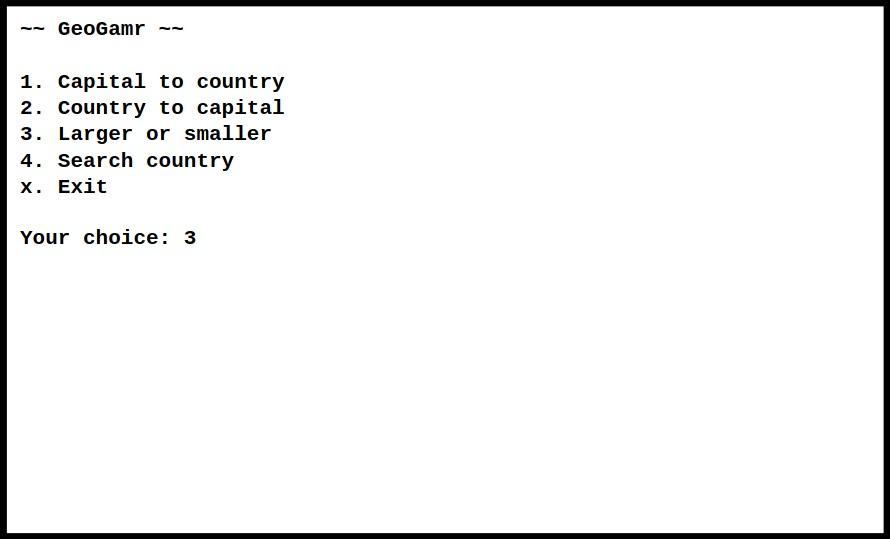 ~~ GeoGamr ~~
1. Capital to country
2. Country to capital
3. Larger or smaller
4. Search country
x. Exit
Your choice: 3